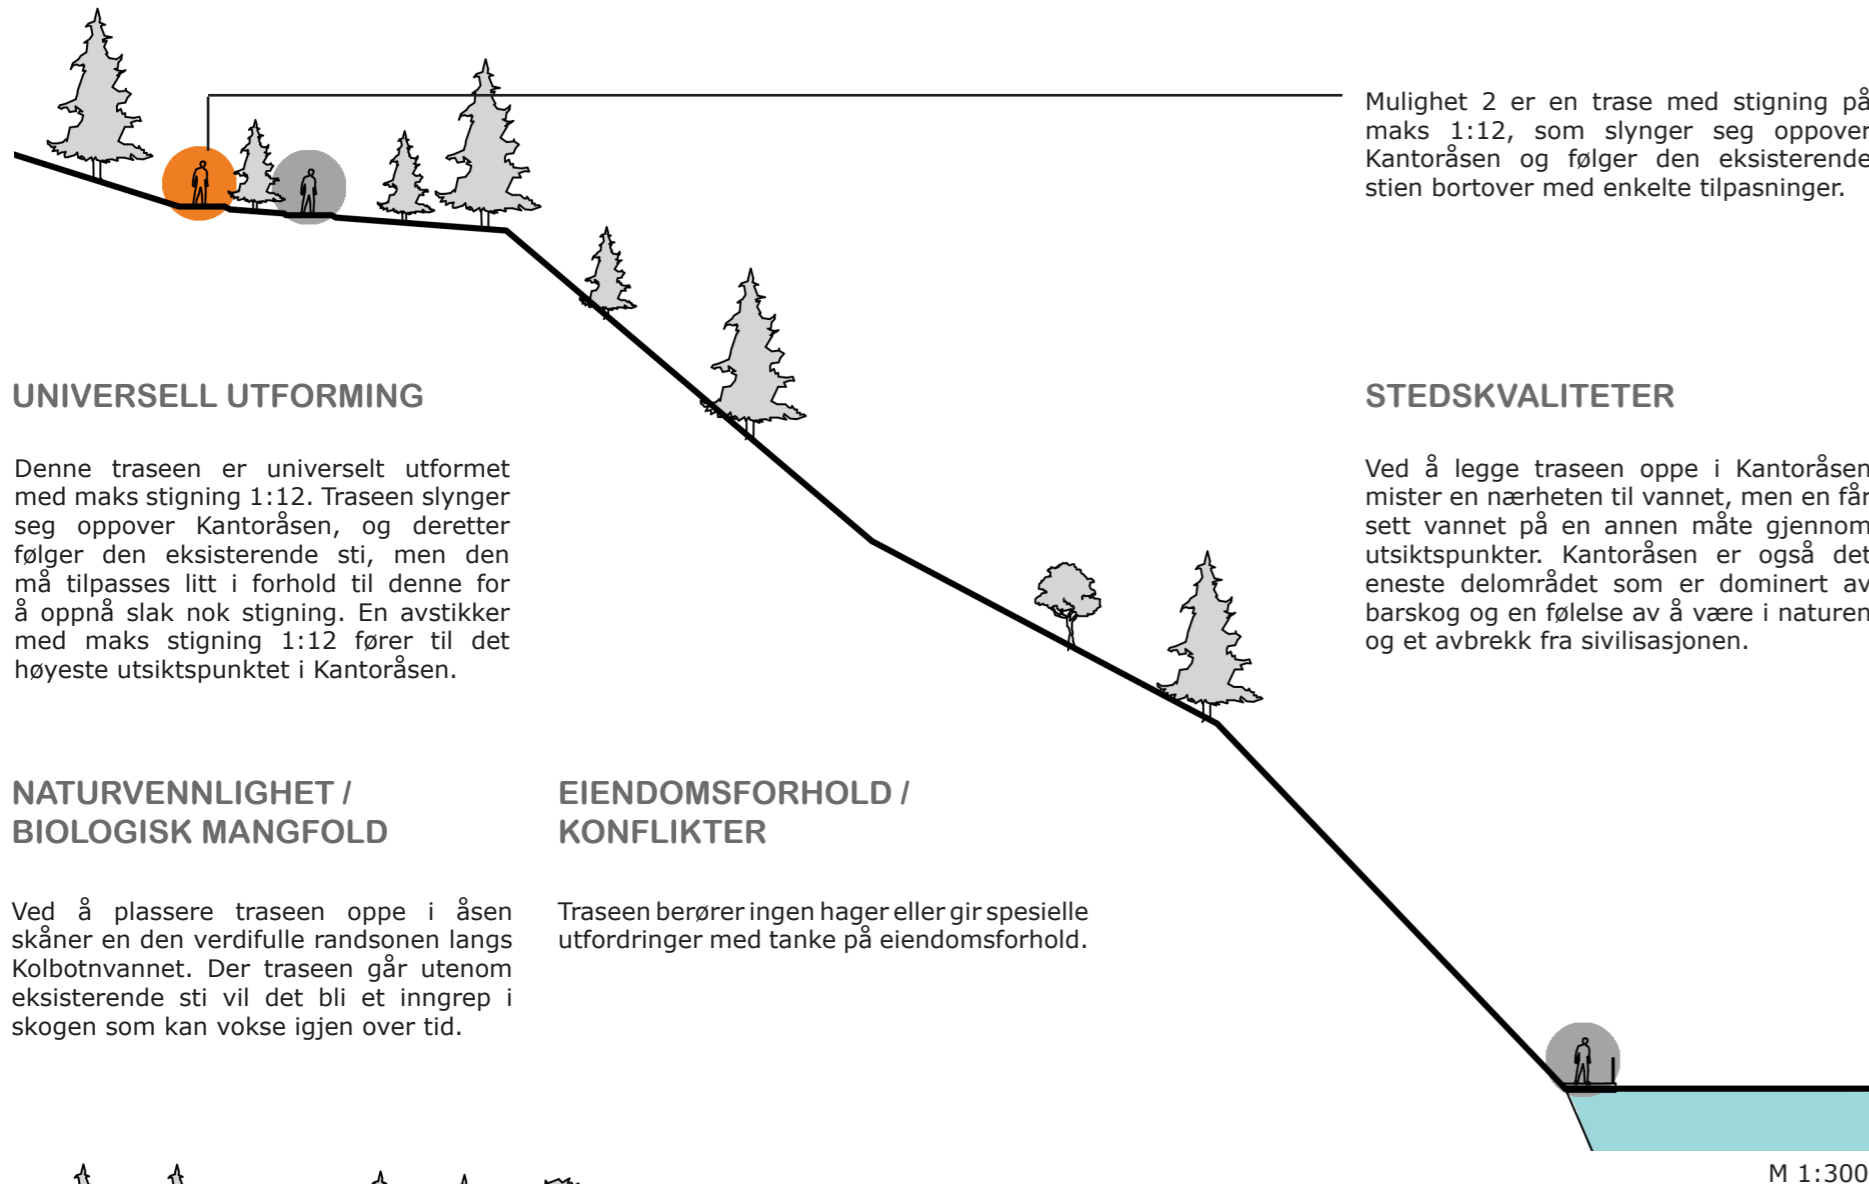 Mulighet 2 er en trase med stigning på
maks 1:12, som slynger seg oppover
Kantoråsen og følger den eksisterende
stien bortover med enkelte tilpasninger.
UNIVERSELL UTFORMING
Denne traseen er universelt utformet
med maks stigning 1:12. Traseen slynger
seg oppover Kantoråsen, og deretter
følger den eksisterende sti, men den
må tilpasses litt i forhold til denne for
å oppnå slak nok stigning. En avstikker
med maks stigning 1:12 fører til det
høyeste utsiktspunktet i Kantoråsen.
STEDSKVALITETER
Ved å legge traseen oppe i Kantoråsen
mister en nærheten til vannet, men en får
sett vannet på en annen måte gjennom
utsiktspunkter. Kantoråsen er også det
eneste delområdet som er dominert av
barskog og en følelse av å være i naturen
og et avbrekk fra sivilisasjonen.
NATURVENNLIGHET /
BIOLOGISK MANGFOLD
Ved å plassere traseen oppe i åsen
skåner en den verdifulle randsonen langs
Kolbotnvannet. Der traseen går utenom
eksisterende sti vil det bli et inngrep i
skogen som kan vokse igjen over tid.
EIENDOMSFORHOLD /
KONFLIKTER
Traseen berører ingen hager eller gir spesielle
utfordringer med tanke på eiendomsforhold.
M 1:300